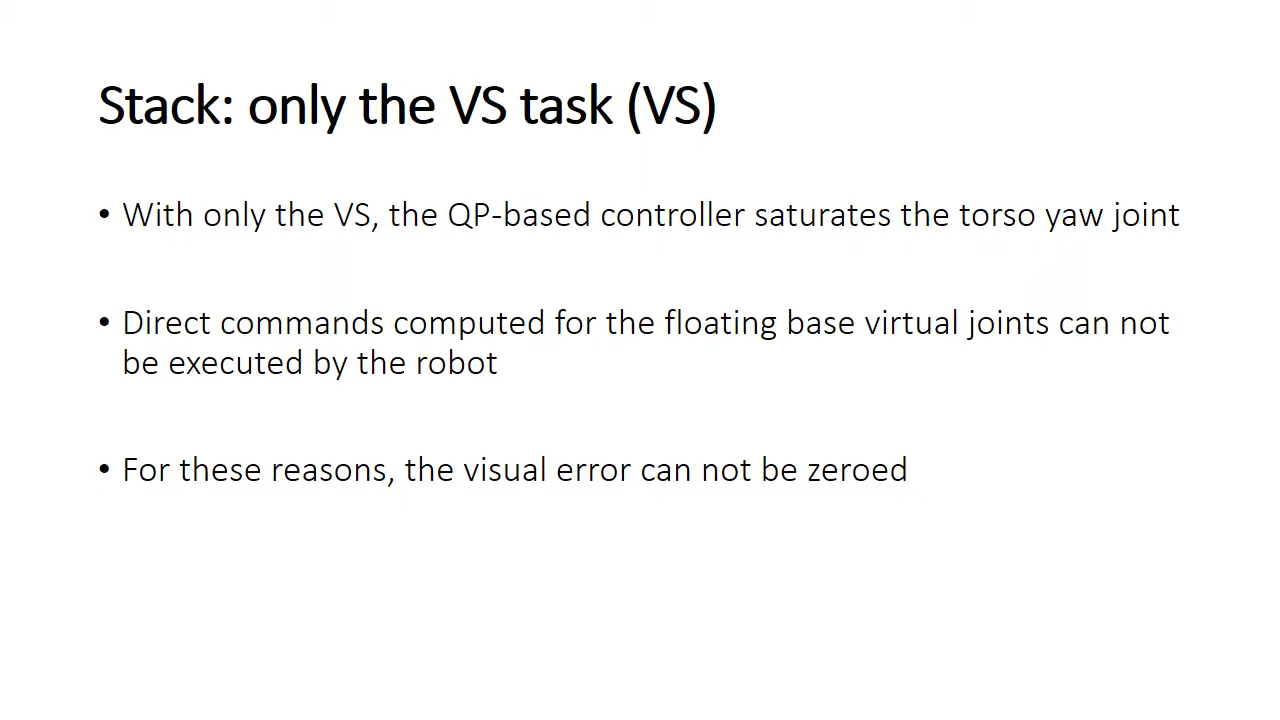 Stack: only the VS task (VS)
• With only the VS, the QP-based controller saturates the torso yaw joint
• Direct commands computed for the floating base virtual joints can not
be executed by the robot
• For these reasons, the visual error can not be zeroed